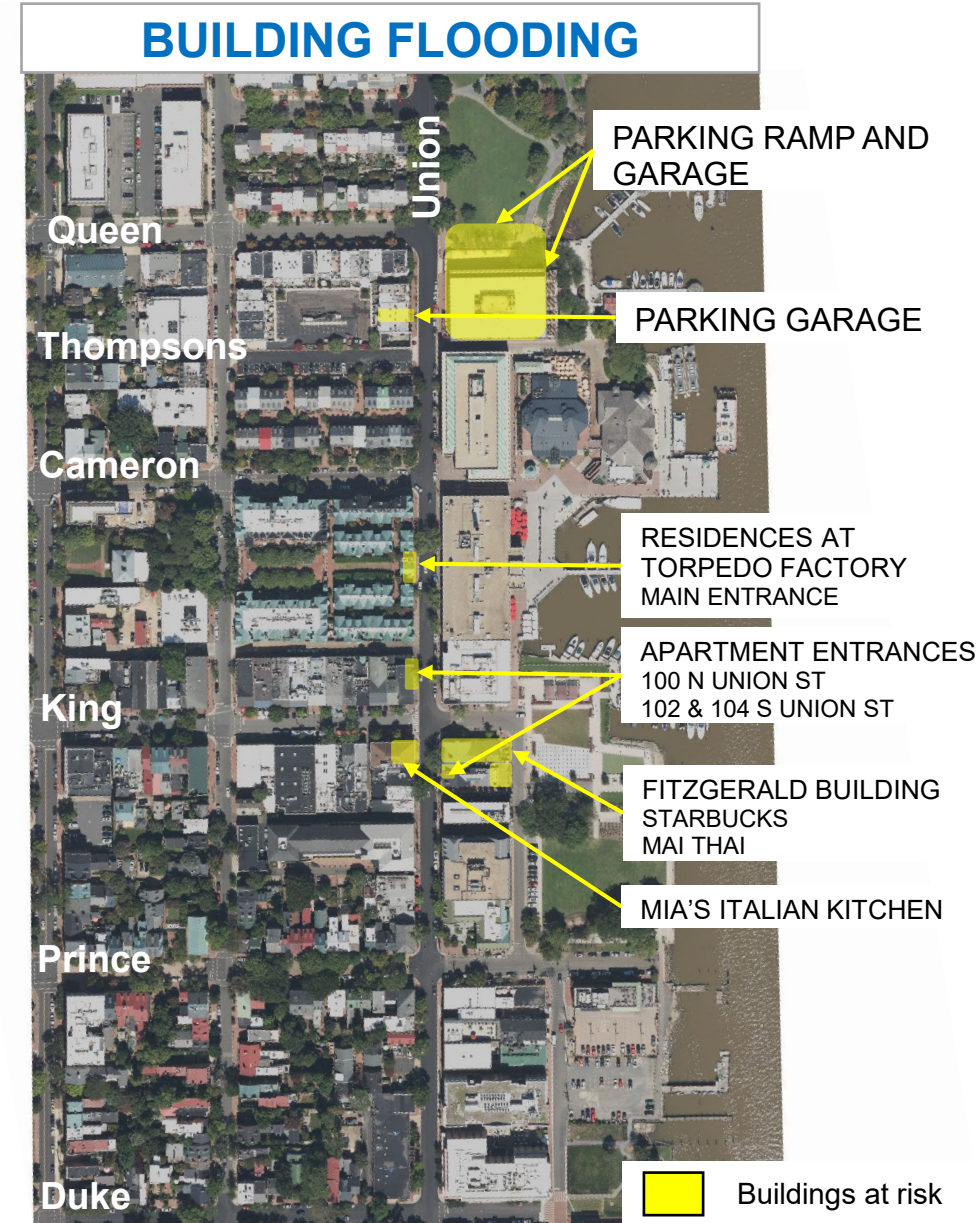 BUILDING FLOODING
Union
PARKING RAMP AND
GARAGE
Queen
PARKING GARAGE
Thompsons
Cameron
RESIDENCES AT
TORPEDO FACTORY
MAIN ENTRANCE
APARTMENT ENTRANCES
100 N UNION ST
102 & 104 S UNION ST
King
FITZGERALD BUILDING
STARBUCKS
MAI THAI
MIA'S ITALIAN KITCHEN
Prince
Duke
Buildings at risk